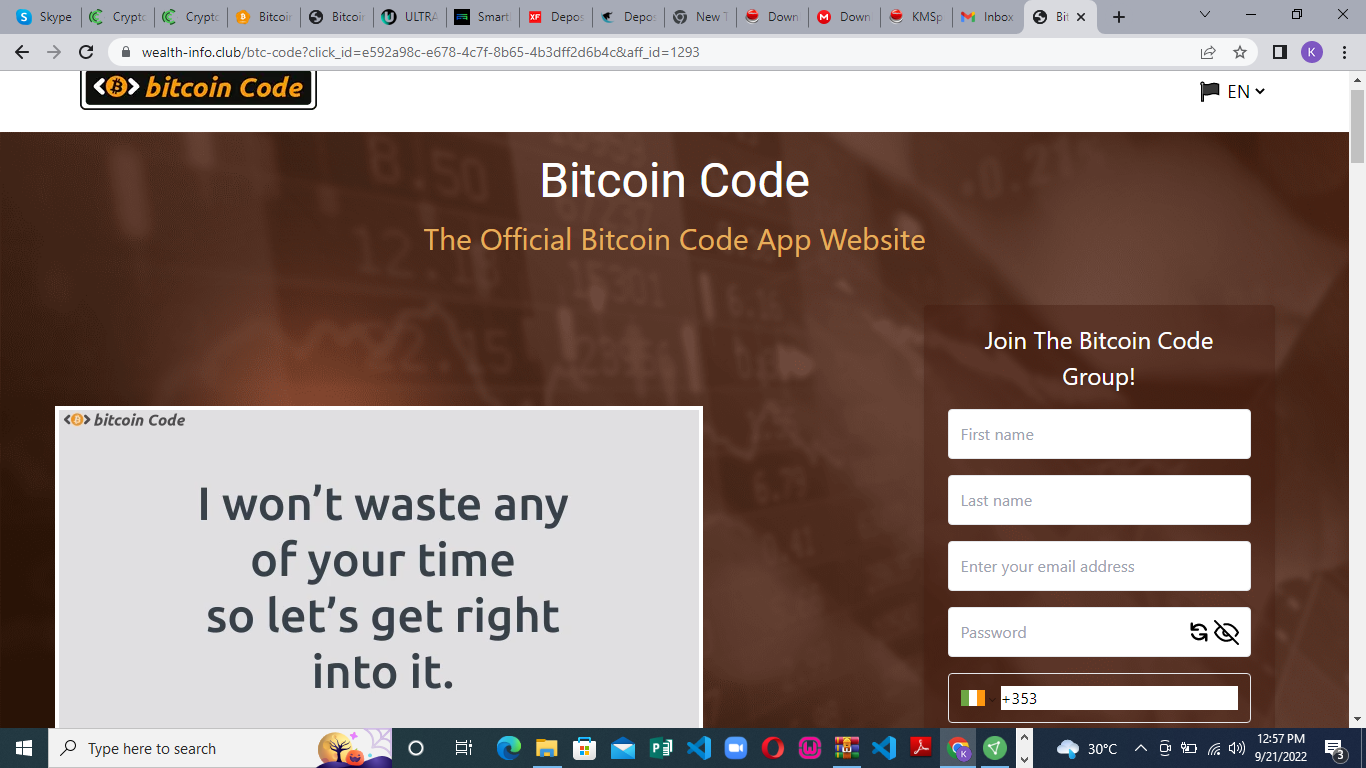 Skype
Crypto
Crypto
Bitcoin
Bitcoin
ULTRA
Smart
Depos
Depos
New T
Down
Down
KMSp
Inbox
Bit
wealth-info.club/btc-code?click_id=e592a98c-e678-4c7f-8b65-4b3dff2d6b4c&aff_id=1293
K
bitcoin Code
EN
Bitcoin Code
The Official Bitcoin Code App Website
Join The Bitcoin Code
Group!
First name
Last name
Enter your email address
Password
+353
bitcoin Code
I won't waste any
of your time
so let's get right
into it.
Type here to search
30°C
12:57 PM
9/21/2022
3